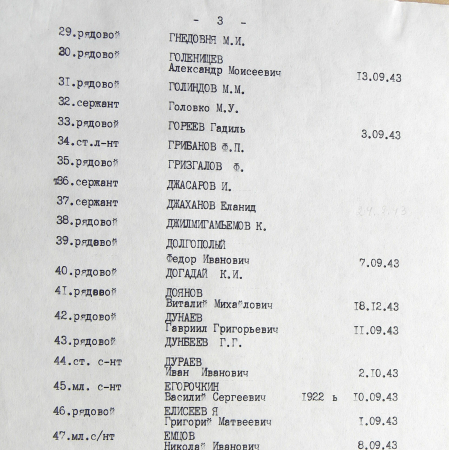 - 3 -
29.рядовой ГНЕДОВНЯ М.И.
30.рядовой ГОЛЕНИЩЕВ
Александр Моисеевич 13.09.43
31.рядовой ГОЛИНДОВ М.М.
32.сержант Головко М.У.
33.рядовой ГОРЕЕВ Гадиль 3.09.43
34.ст.л-нт ГРИБАНОВ Ф.П.
35.рядовой ГРИЗГАЛОВ Ф.
36.сержант ДЖАСАРОВ И.
37.сержант ДЖАХАНОВ Еланид
38.рядовой ДЖИЛМИГАМБЕМОВ К.
39.рядовой ДОЛГОПОЛЫЙ
Федор Иванович 7.09.43
40.рядовой ДОГАДАЙ К.И.
41.рядовой ДОЯНОВ
Виталий Михайлович 18.12.43
42.рядовой ДУНАЕВ
Гавриил Григорьевич 11.09.43
43.рядовой ДУНБЕЕВ Г.Г.
44.ст. с-нт ДУРАЕВ
Иван Иванович 2.10.43
45.мл. с-нт ЕГОРОЧКИН
Василий Сергеевич 1922 ь 10.09.43
46.рядовой ЕЛИСЕЕВ Я
Григорий Матвеевич 1.09.43
47.мл.с/нт ЕМЦОВ
Николай Иванович 8.09.43